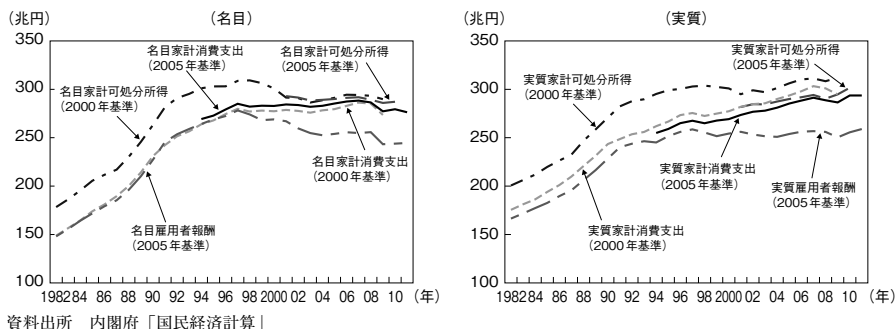 （兆円）
（名目）
350
300
250
200
150
100
名目家計可処分所得
（2000年基準）
名目家計消費支出
（2005年基準）
名目家計可処分所得
（2005年基準）
名目家計消費支出
（2000年基準）
名目雇用者報酬
（2005年基準）
1982 84 86 88 90 92 94 96 98 2000 02 04 06 08 10 （年）
（兆円）
（実質）
350
300
250
200
150
100
実質家計可処分所得
（2000年基準）
実質家計可処分所得
（2005年基準）
実質家計消費支出
（2005年基準）
実質家計消費支出
（2000年基準）
実質雇用者報酬
（2005年基準）
1982 84 86 88 90 92 94 96 98 2000 02 04 06 08 10 （年）
資料出所　内閣府「国民経済計算」